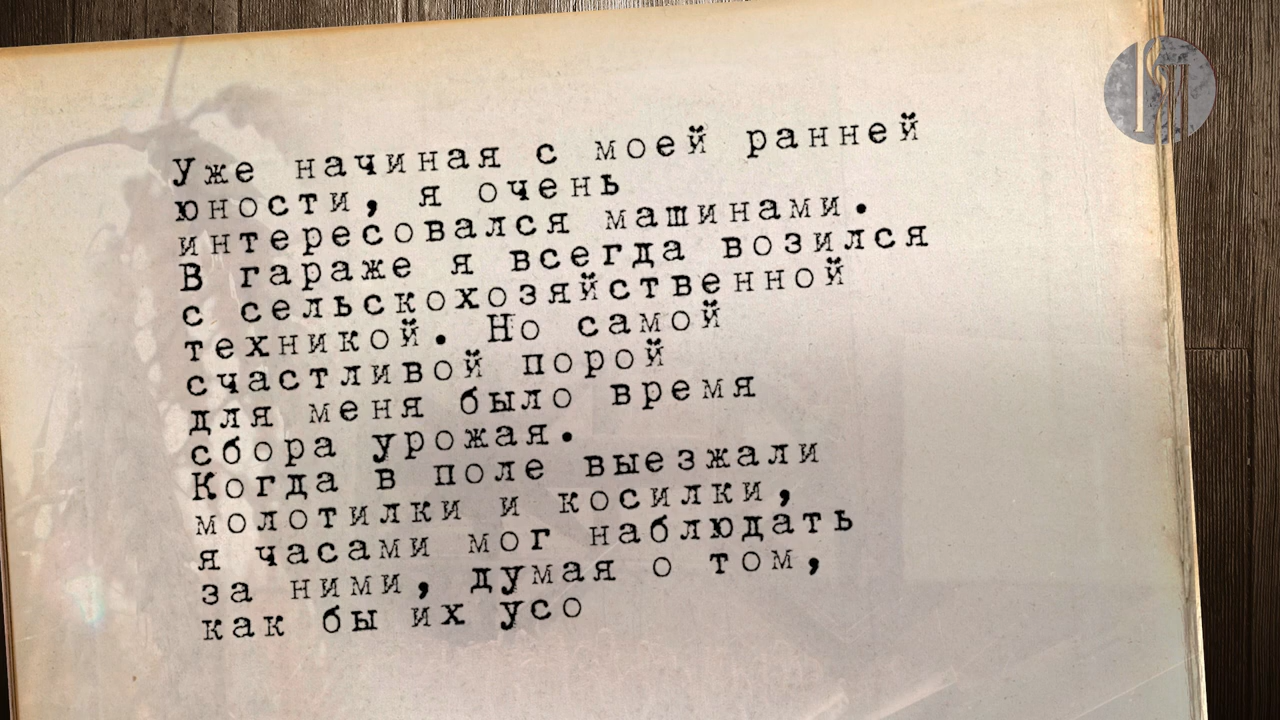 Уже начиная с моей ранней
юности, я очень
интересовался машинами.
В гараже я всегда возился
с сельскохозяйственной
техникой. Но самой
счастливой порой
для меня было время
сбора урожая.
Когда в поле выезжали
молотилки и косилки,
я часами мог наблюдать
за ними, думая о том,
как бы их усо